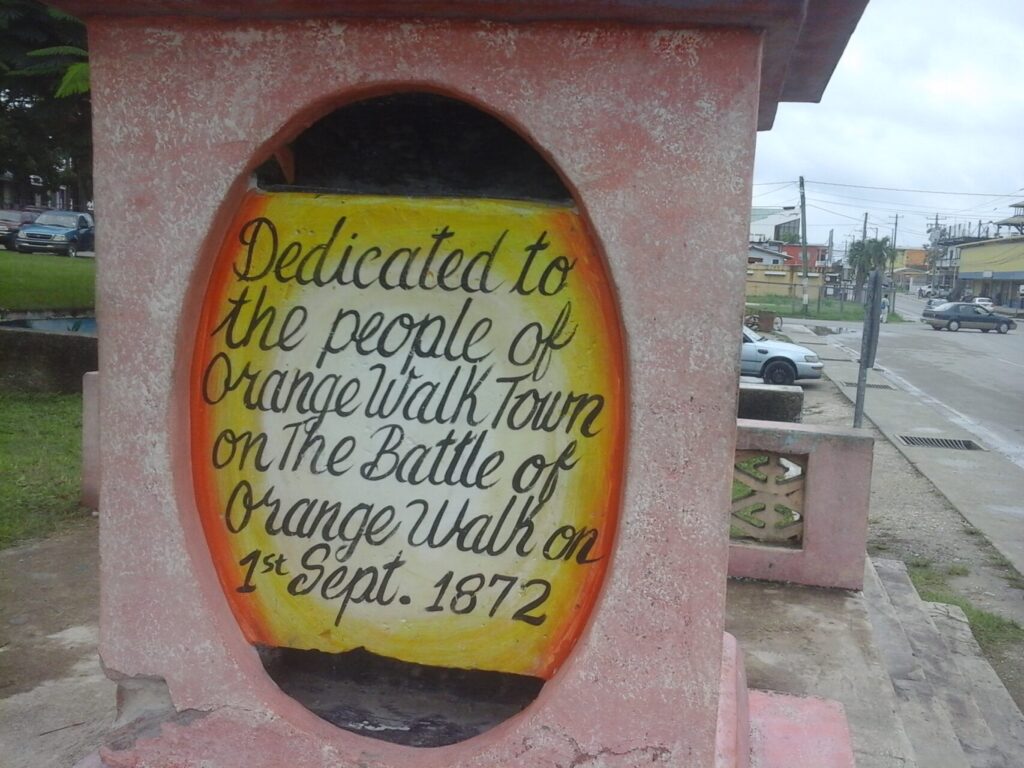 Dedicated to
the people of
Orange Walk Town
on The Battle of
Orange Walk on
1st Sept. 1872